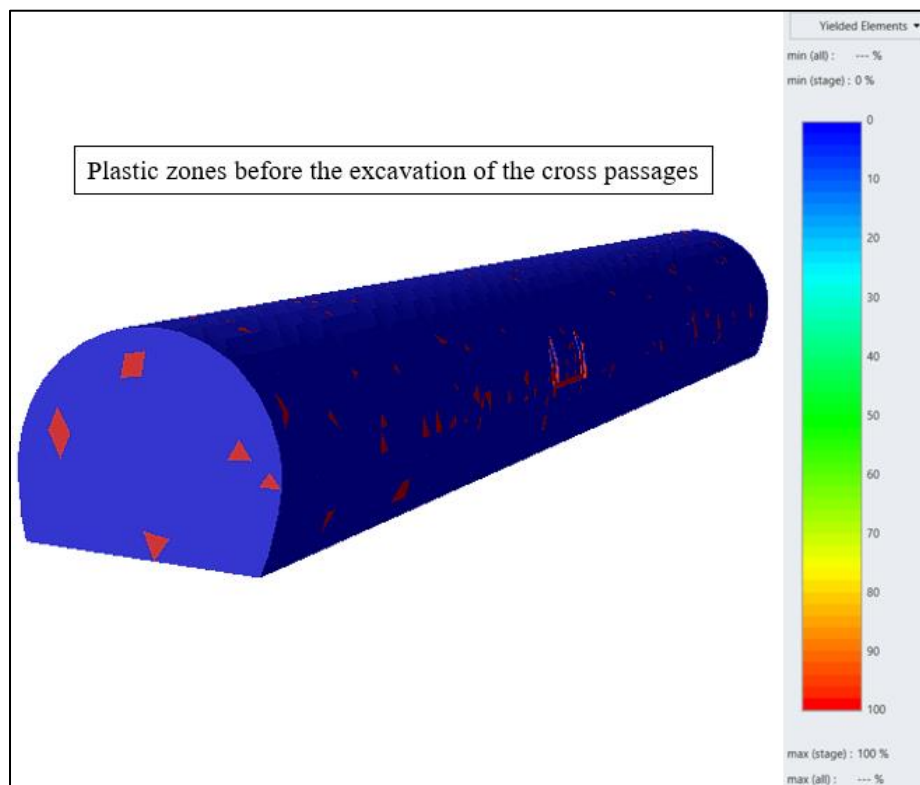 Yielded Elements
min (all) : --- %
min (stage) : 0 %
Plastic zones before the excavation of the cross passages
0
10
20
30
40
50
60
70
80
90
100
max (stage) : 100 %
max (all) : --- %